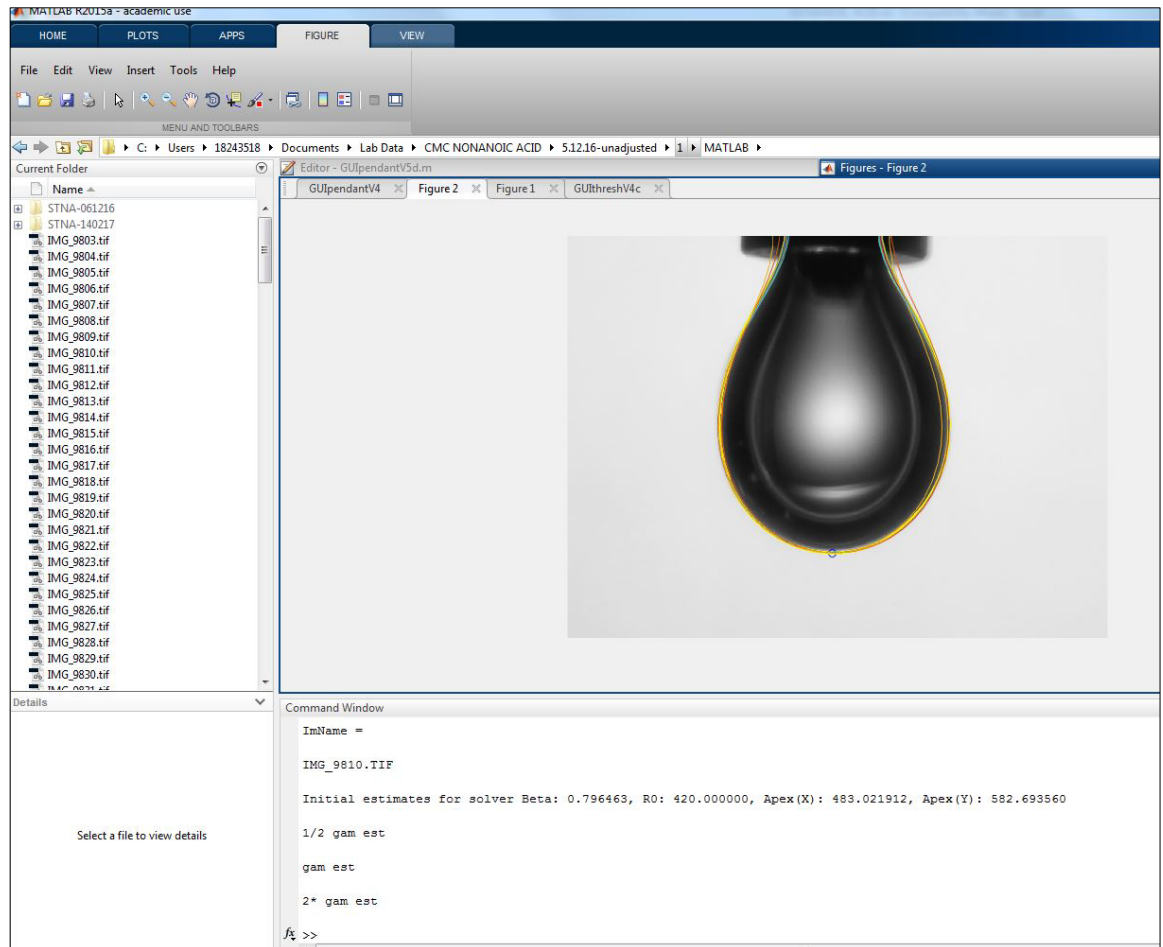 MATLAB R2015a - academic use
HOME PLOTS APPS FIGURE VIEW
File Edit View Insert Tools Help
MENU AND TOOLBARS
C: Users 18243518 Documents Lab Data CMC NONANOIC ACID 5.12.16-unadjusted 1 MATLAB
Current Folder
Editor - GUIpendantV5d.m
Figures - Figure 2
Name
GUIpendantV4 Figure 2 Figure 1 GUIthreshV4c
STNA-061216
STNA-140217
IMG_9803.tif
IMG_9804.tif
IMG_9805.tif
IMG_9806.tif
IMG_9807.tif
IMG_9808.tif
IMG_9809.tif
IMG_9810.tif
IMG_9811.tif
IMG_9812.tif
IMG_9813.tif
IMG_9814.tif
IMG_9815.tif
IMG_9816.tif
IMG_9817.tif
IMG_9818.tif
IMG_9819.tif
IMG_9820.tif
IMG_9821.tif
IMG_9822.tif
IMG_9823.tif
IMG_9824.tif
IMG_9825.tif
IMG_9826.tif
IMG_9827.tif
IMG_9828.tif
IMG_9829.tif
IMG_9830.tif
Details
Select a file to view details
Command Window
ImName =
IMG_9810.TIF
Initial estimates for solver Beta: 0.796463, R0: 420.000000, Apex(X): 483.021912, Apex(Y): 582.693560
1/2 gam est
gam est
2* gam est
fx >>